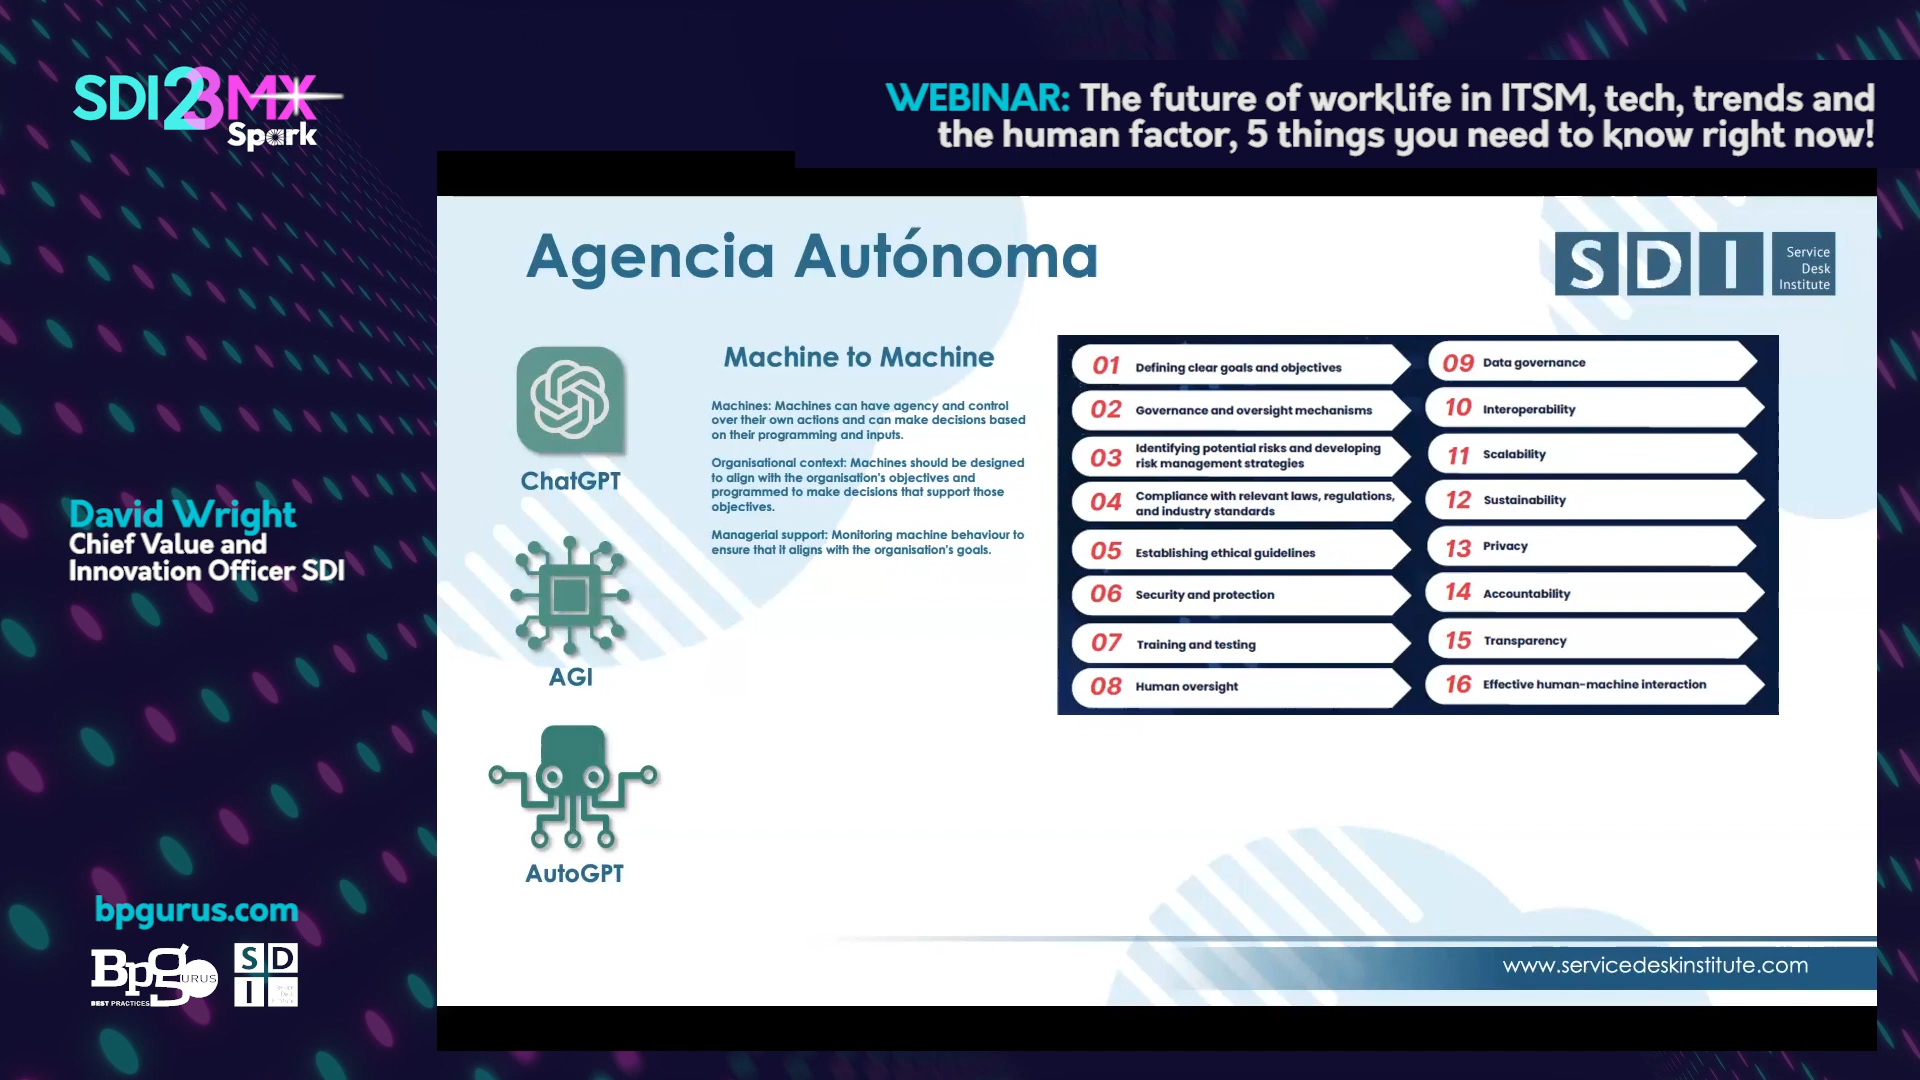 SDI23MX
Spark
WEBINAR: The future of worklife in ITSM, tech, trends and
the human factor, 5 things you need to know right now!
David Wright
Chief Value and
Innovation Officer SDI
bpgurus.com
BpGURUS
BEST PRACTICES
SDI
Agencia Autónoma
SDI
Service
Desk
Institute
ChatGPT
AGI
AutoGPT
Machine to Machine
Machines: Machines can have agency and control
over their own actions and can make decisions based
on their programming and inputs.
Organisational context: Machines should be designed
to align with the organisation's objectives and
programmed to make decisions that support those
objectives.
Managerial support: Monitoring machine behaviour to
ensure that it aligns with the organisation's goals.
01 Defining clear goals and objectives
02 Governance and oversight mechanisms
03 Identifying potential risks and developing
risk management strategies
04 Compliance with relevant laws, regulations,
and industry standards
05 Establishing ethical guidelines
06 Security and protection
07 Training and testing
08 Human oversight
09 Data governance
10 Interoperability
11 Scalability
12 Sustainability
13 Privacy
14 Accountability
15 Transparency
16 Effective human-machine interaction
www.servicedeskinstitute.com